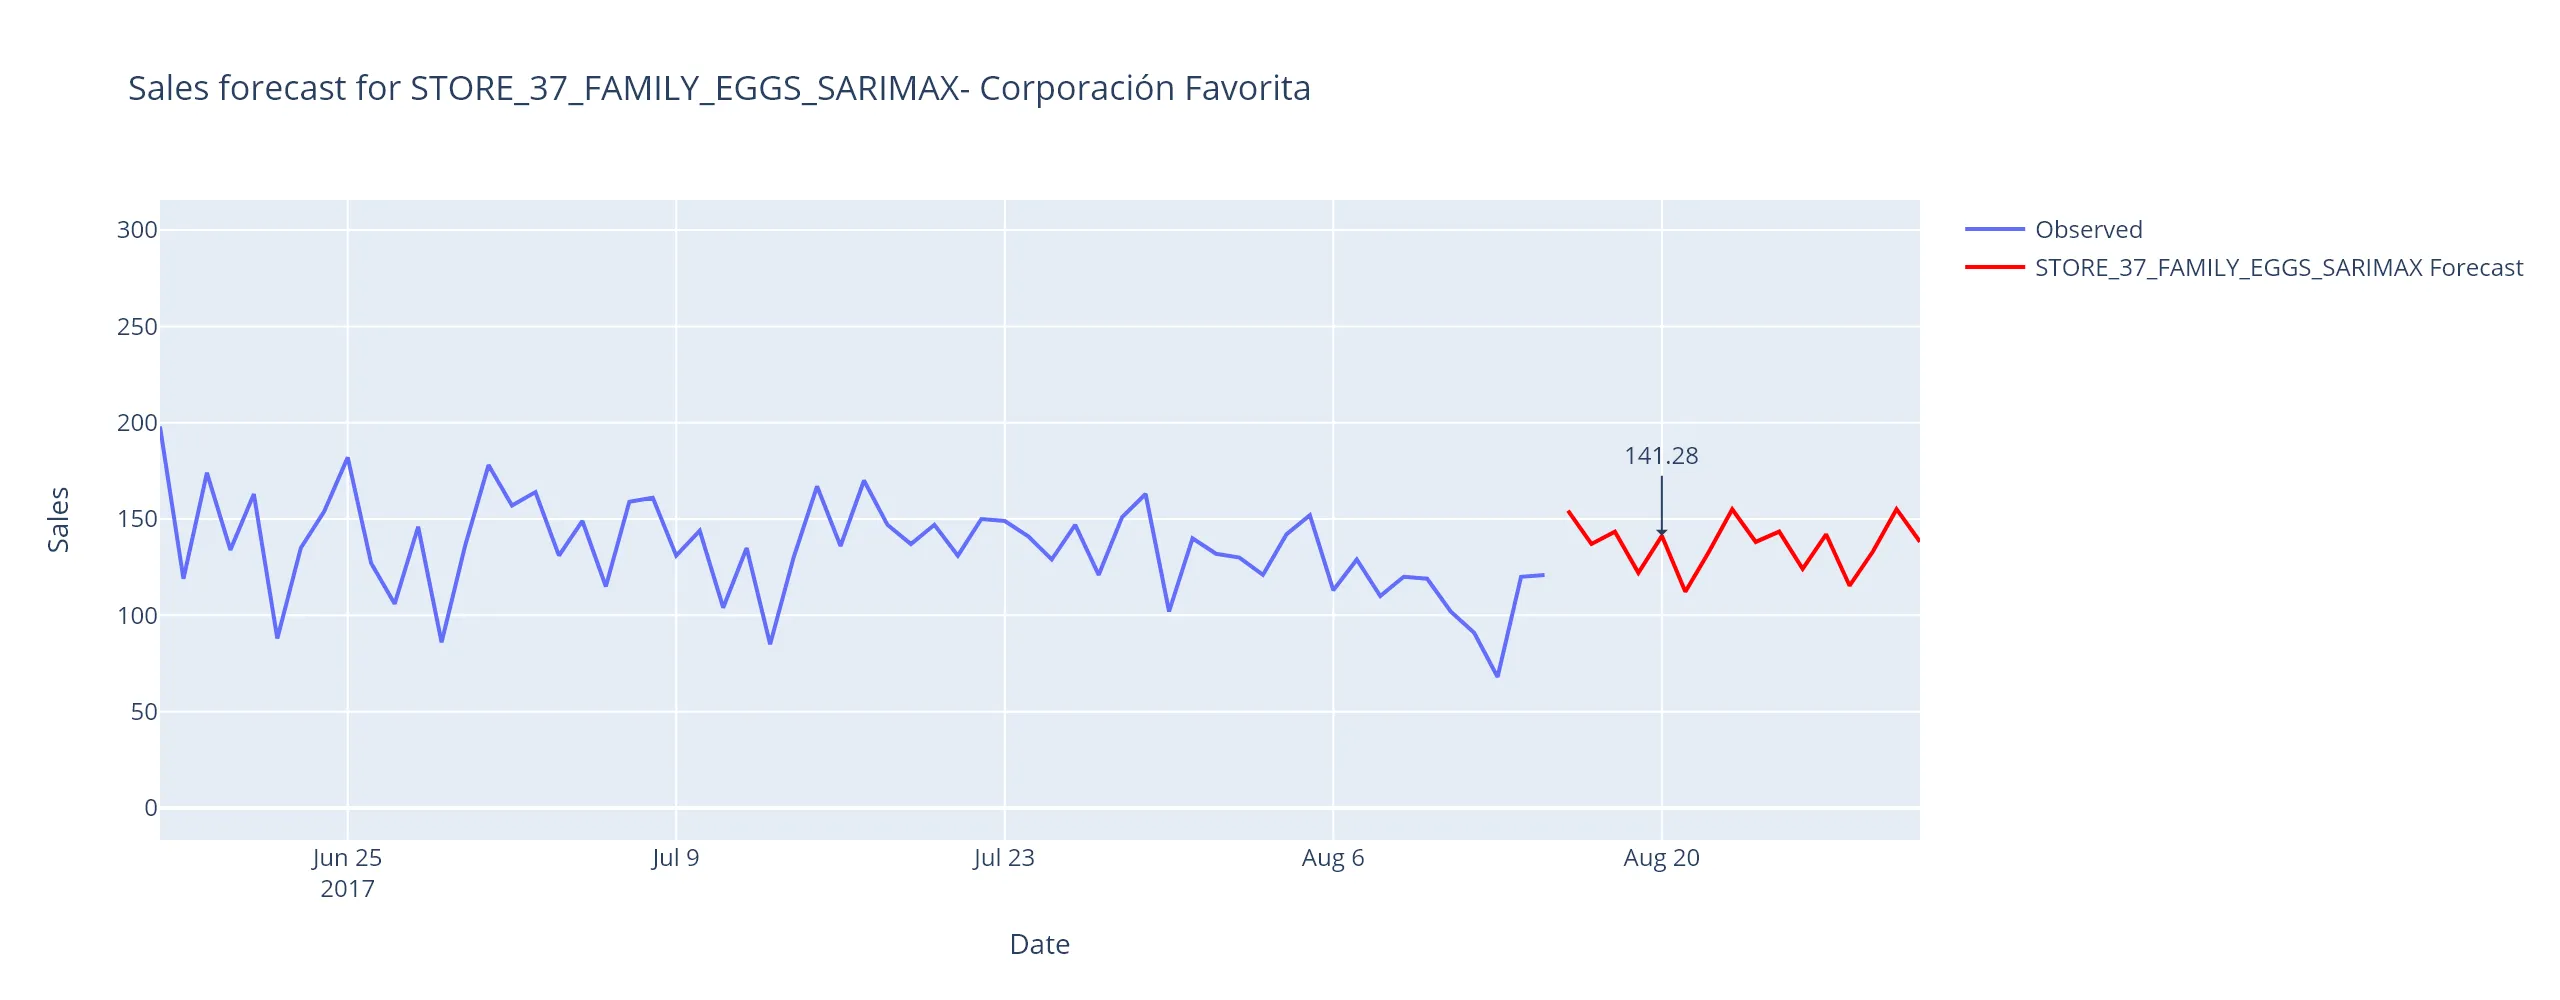 Sales forecast for STORE_37_FAMILY_EGGS_SARIMAX- Corporación Favorita
300
250
200
150
100
50
0
Sales
141.28
Jun 25
2017
Jul 9
Jul 23
Aug 6
Aug 20
Date
Observed
STORE_37_FAMILY_EGGS_SARIMAX Forecast